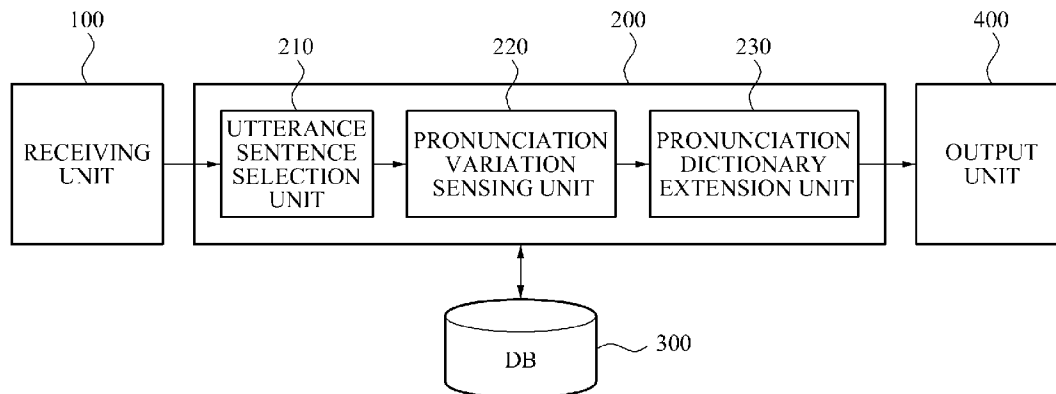 100
200
400
210
220
230
RECEIVING
UNIT
UTTERANCE
SENTENCE
SELECTION
UNIT
PRONUNCIATION
VARIATION
SENSING UNIT
PRONUNCIATION
DICTIONARY
EXTENSION UNIT
OUTPUT
UNIT
DB
300